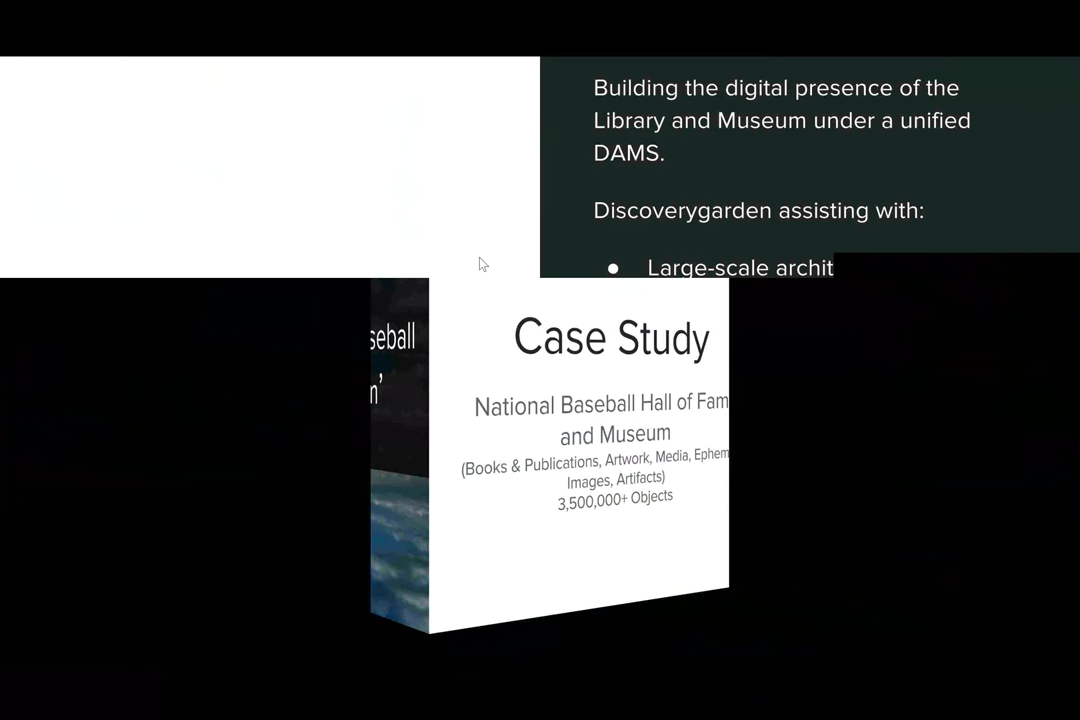 Building the digital presence of the
Library and Museum under a unified
DAMS.
Discoverygarden assisting with:
● Large-scale archit
seball
n’
Case Study
National Baseball Hall of Fam
and Museum
(Books & Publications, Artwork, Media, Ephem
Images, Artifacts)
3,500,000+ Objects